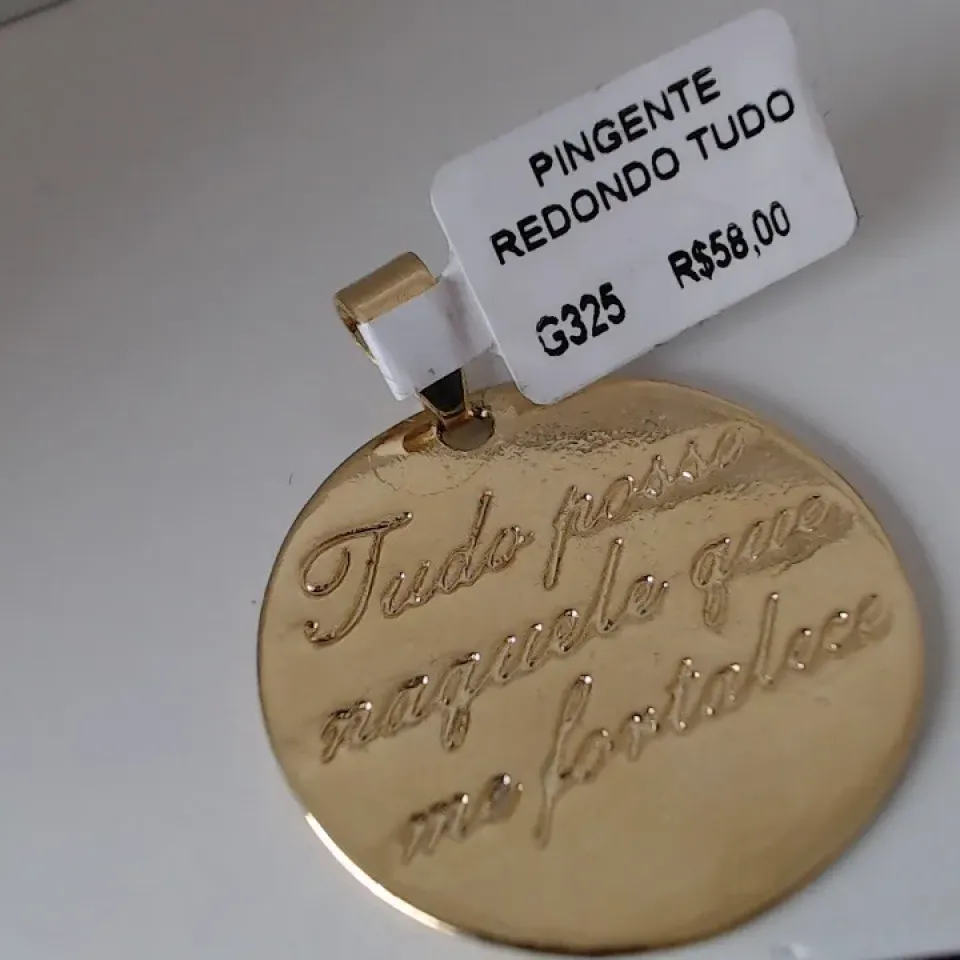 PINGENTE
REDONDO TUDO
G325 R$58,00
Tudo posso
naquele que
me fortalece